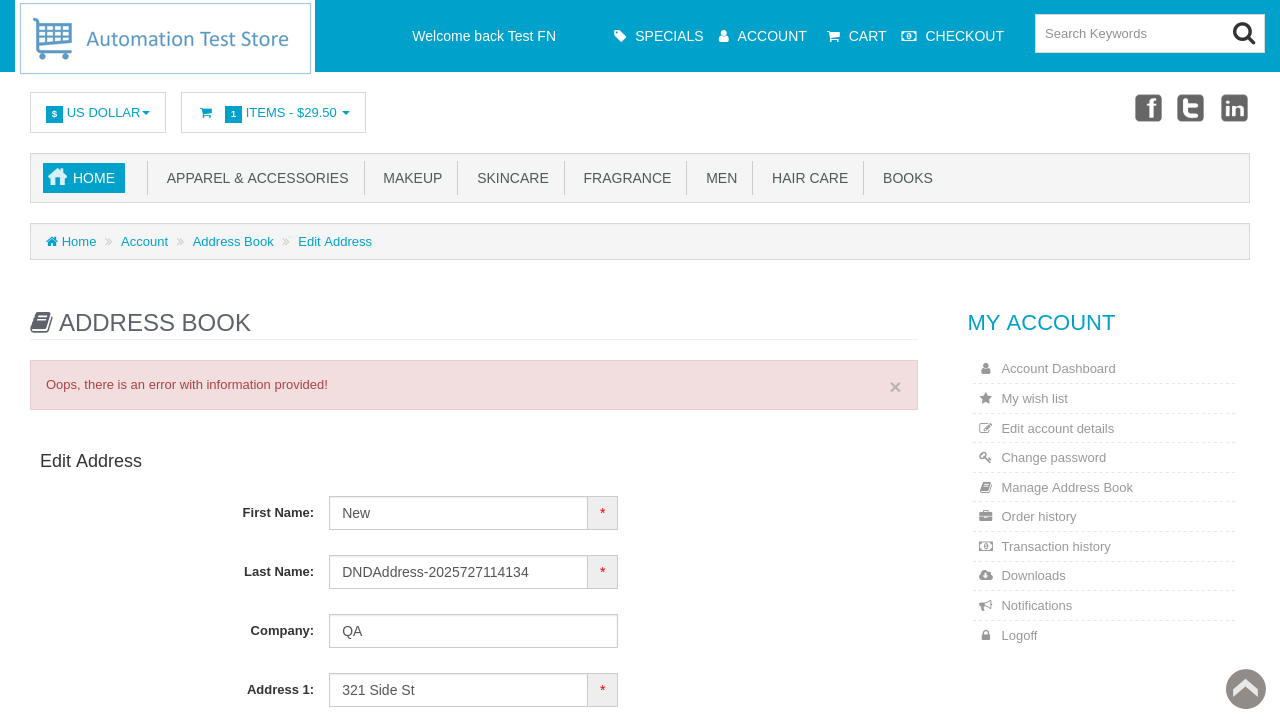 Automation Test Store
Welcome back Test FN
SPECIALS
ACCOUNT
CART
CHECKOUT
Search Keywords
$ US DOLLAR
1 ITEMS - $29.50
HOME
APPAREL & ACCESSORIES
MAKEUP
SKINCARE
FRAGRANCE
MEN
HAIR CARE
BOOKS
Home » Account » Address Book » Edit Address
ADDRESS BOOK
Oops, there is an error with information provided!
×
Edit Address
First Name: New *
Last Name: DNDAddress-2025727114134 *
Company: QA
Address 1: 321 Side St *
MY ACCOUNT
Account Dashboard
My wish list
Edit account details
Change password
Manage Address Book
Order history
Transaction history
Downloads
Notifications
Logoff